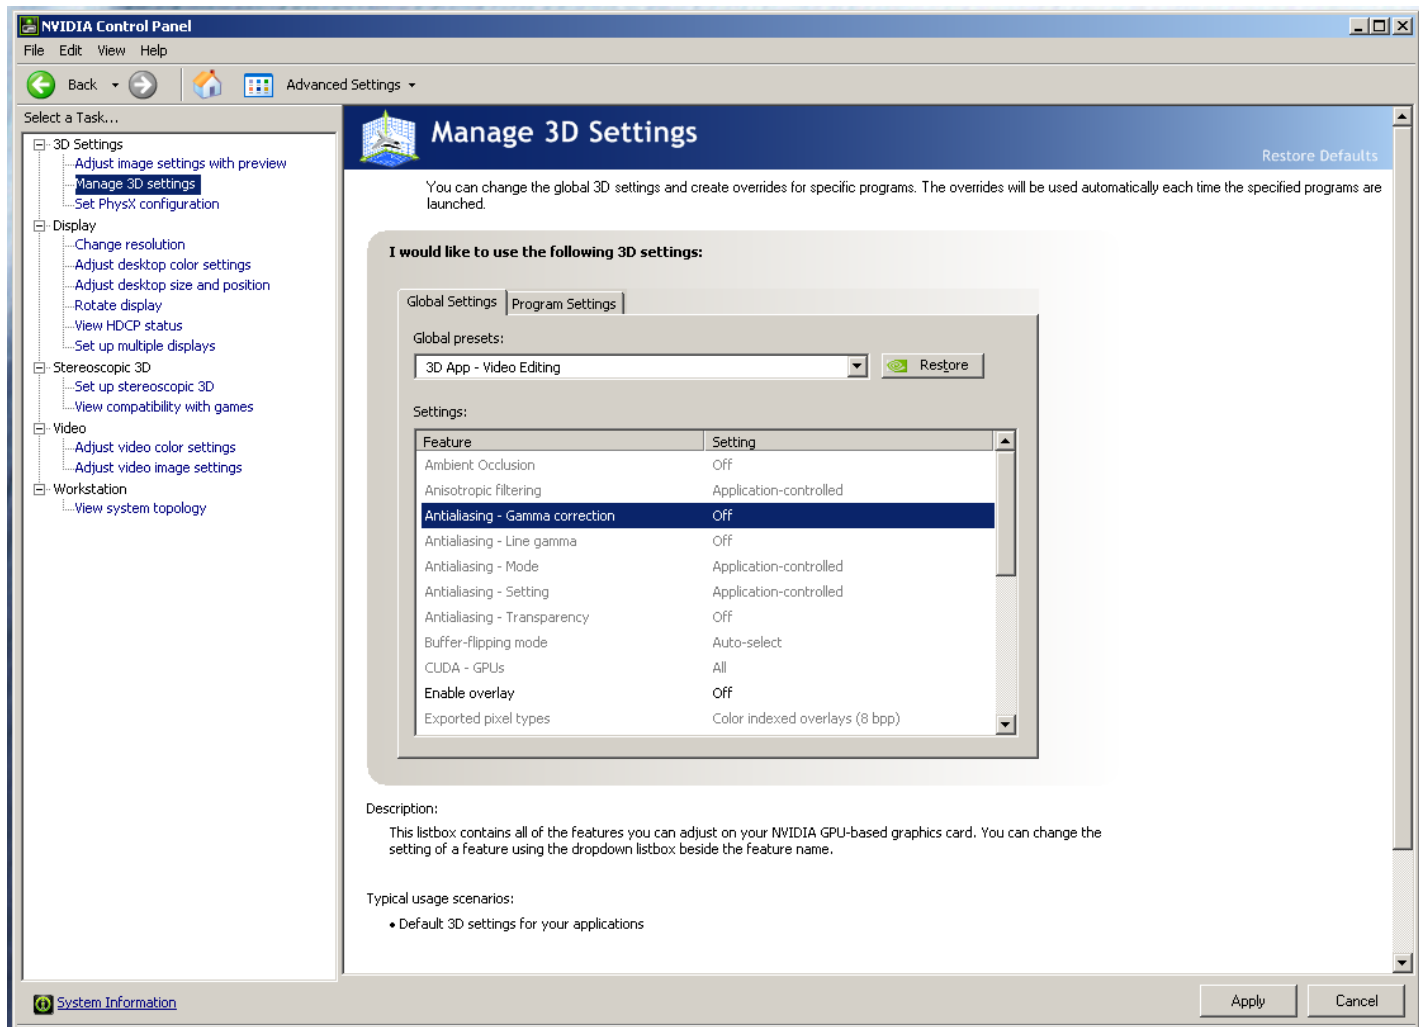 NVIDIA Control Panel
File Edit View Help
Back Advanced Settings
Select a Task...
3D Settings
Adjust image settings with preview
Manage 3D settings
Set PhysX configuration
Display
Change resolution
Adjust desktop color settings
Adjust desktop size and position
Rotate display
View HDCP status
Set up multiple displays
Stereoscopic 3D
Set up stereoscopic 3D
View compatibility with games
Video
Adjust video color settings
Adjust video image settings
Workstation
View system topology
System Information
Manage 3D Settings
Restore Defaults
You can change the global 3D settings and create overrides for specific programs. The overrides will be used automatically each time the specified programs are
launched.
I would like to use the following 3D settings:
Global Settings Program Settings
Global presets:
3D App - Video Editing Restore
Settings:
Feature Setting
Ambient Occlusion Off
Anisotropic filtering Application-controlled
Antialiasing - Gamma correction Off
Antialiasing - Line gamma Off
Antialiasing - Mode Application-controlled
Antialiasing - Setting Application-controlled
Antialiasing - Transparency Off
Buffer-flipping mode Auto-select
CUDA - GPUs All
Enable overlay Off
Exported pixel types Color indexed overlays (8 bpp)
Description:
This listbox contains all of the features you can adjust on your NVIDIA GPU-based graphics card. You can change the
setting of a feature using the dropdown listbox beside the feature name.
Typical usage scenarios:
• Default 3D settings for your applications
Apply Cancel